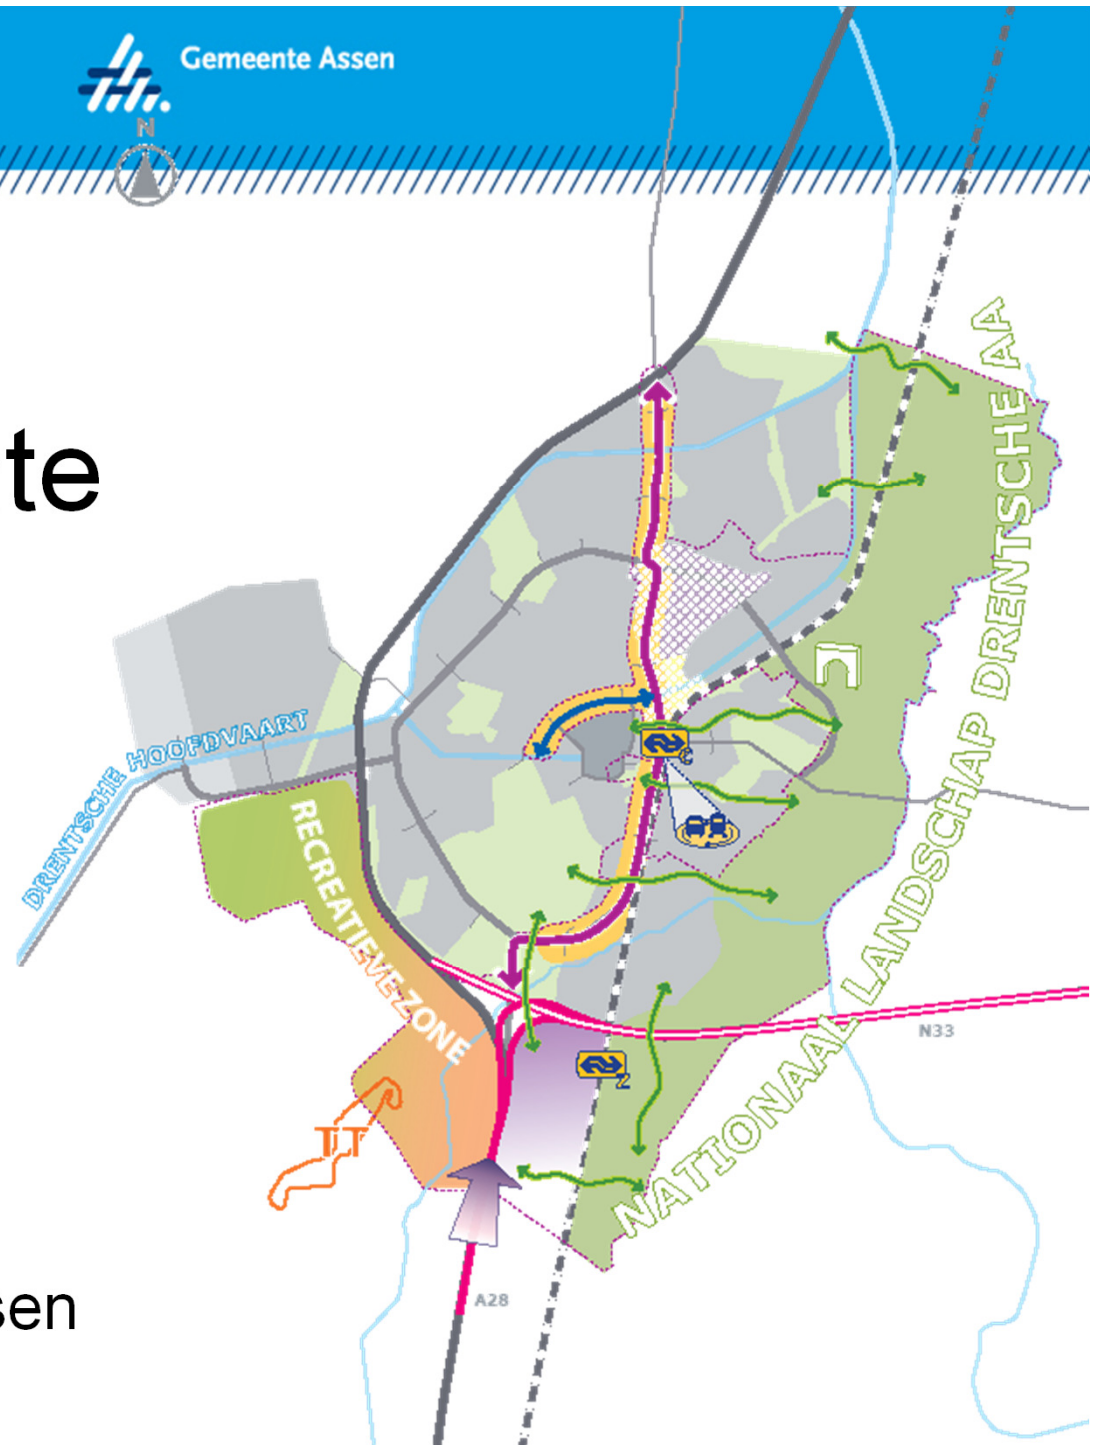 Gemeente Assen
N
te
NATIONAAL LANDSCHAP DRENTSCHE AA
DRENTSCHE HOOFDVAART
RECREATIEVE ZONE
C
N33
Z
TT
sen
A28